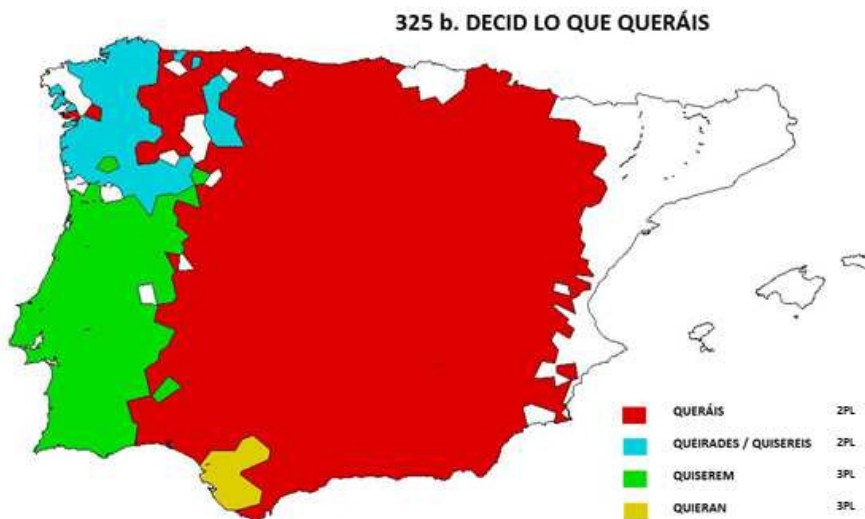 325 b. DECID LO QUE QUERÁIS
QUERÁIS 2PL
QUEIRADES / QUISEREIS 2PL
QUISEREM 3PL
QUIERAN 3PL